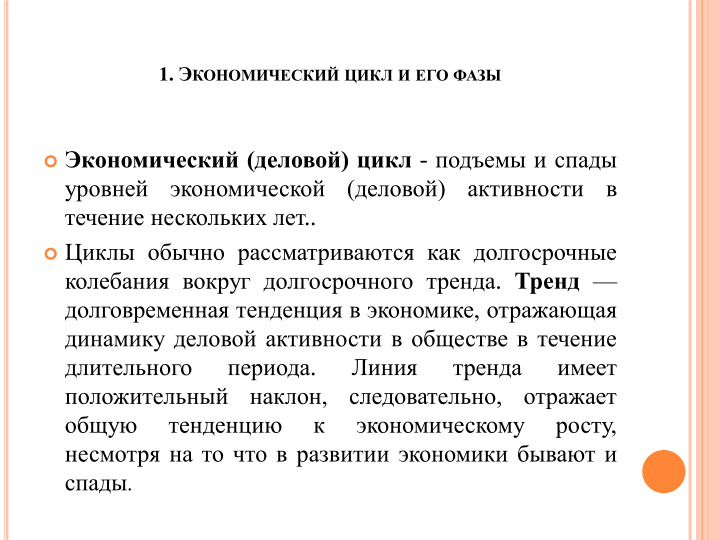 1. Экономический цикл и его фазы
Экономический (деловой) цикл - подъемы и спады
уровней экономической (деловой) активности в
течение нескольких лет..
Циклы обычно рассматриваются как долгосрочные
колебания вокруг долгосрочного тренда. Тренд —
долговременная тенденция в экономике, отражающая
динамику деловой активности в обществе в течение
длительного периода. Линия тренда имеет
положительный наклон, следовательно, отражает
общую тенденцию к экономическому росту,
несмотря на то что в развитии экономики бывают и
спады.